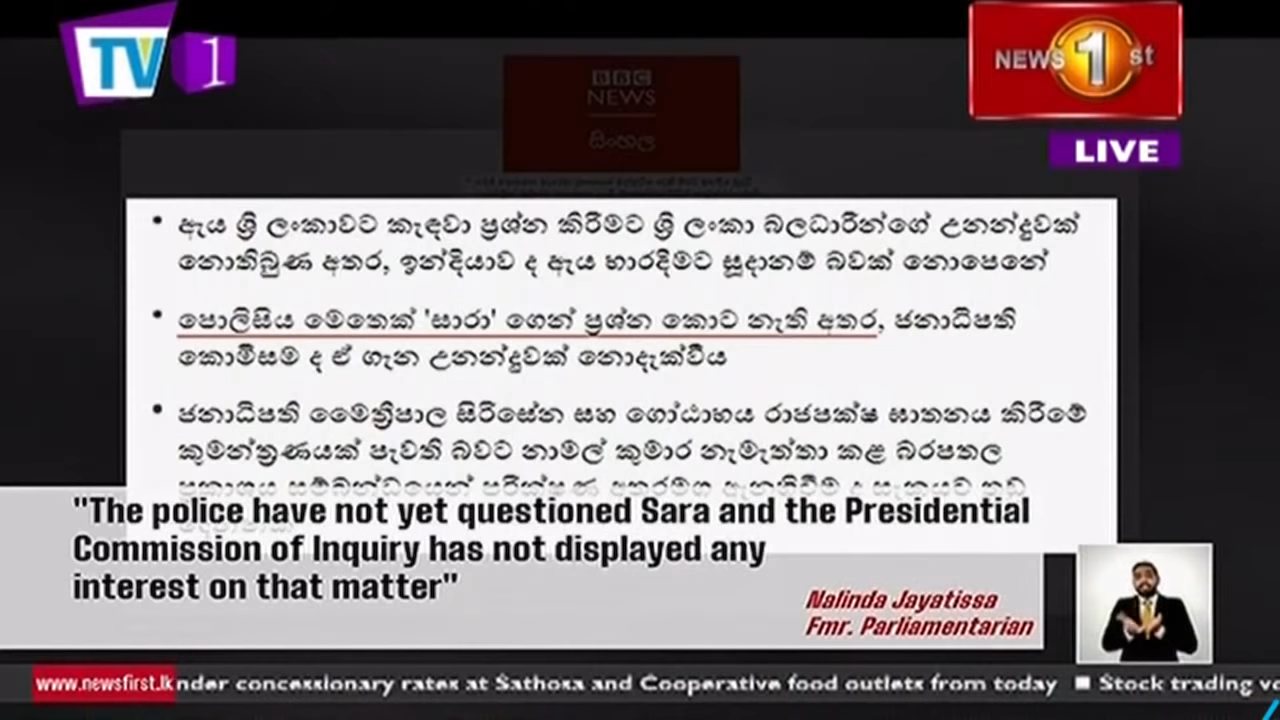 TV 1
NEWS 1st
LIVE
BBC
NEWS
සිංහල
• ඇය ශ්‍රී ලංකාවට කැඳවා ප්‍රශ්න කිරීමට ශ්‍රී ලංකා බලධාරීන්ගේ උනන්දුවක්
නොතිබුණ අතර, ඉන්දියාව ද ඇය භාරදීමට සූදානම් බවක් නොපෙනේ
• පොලිසිය මෙතෙක් 'සාරා' ගෙන් ප්‍රශ්න කොට නැති අතර, ජනාධිපති
කොමිසම ද ඒ ගැන උනන්දුවක් නොදැක්වීය
• ජනාධිපති මෛත්‍රීපාල සිරිසේන සහ ගෝඨාභය රාජපක්ෂ ඝාතනය කිරීමේ
කුමන්ත්‍රණයක් පැවති බවට නාමල් කුමාර නැමැත්තා කළ බරපතල
"The police have not yet questioned Sara and the Presidential
Commission of Inquiry has not displayed any
interest on that matter"
Nalinda Jayatissa
Fmr. Parliamentarian
www.newsfirst.lk nder concessionary rates at Sathosa and Cooperative food outlets from today ■ Stock trading vo